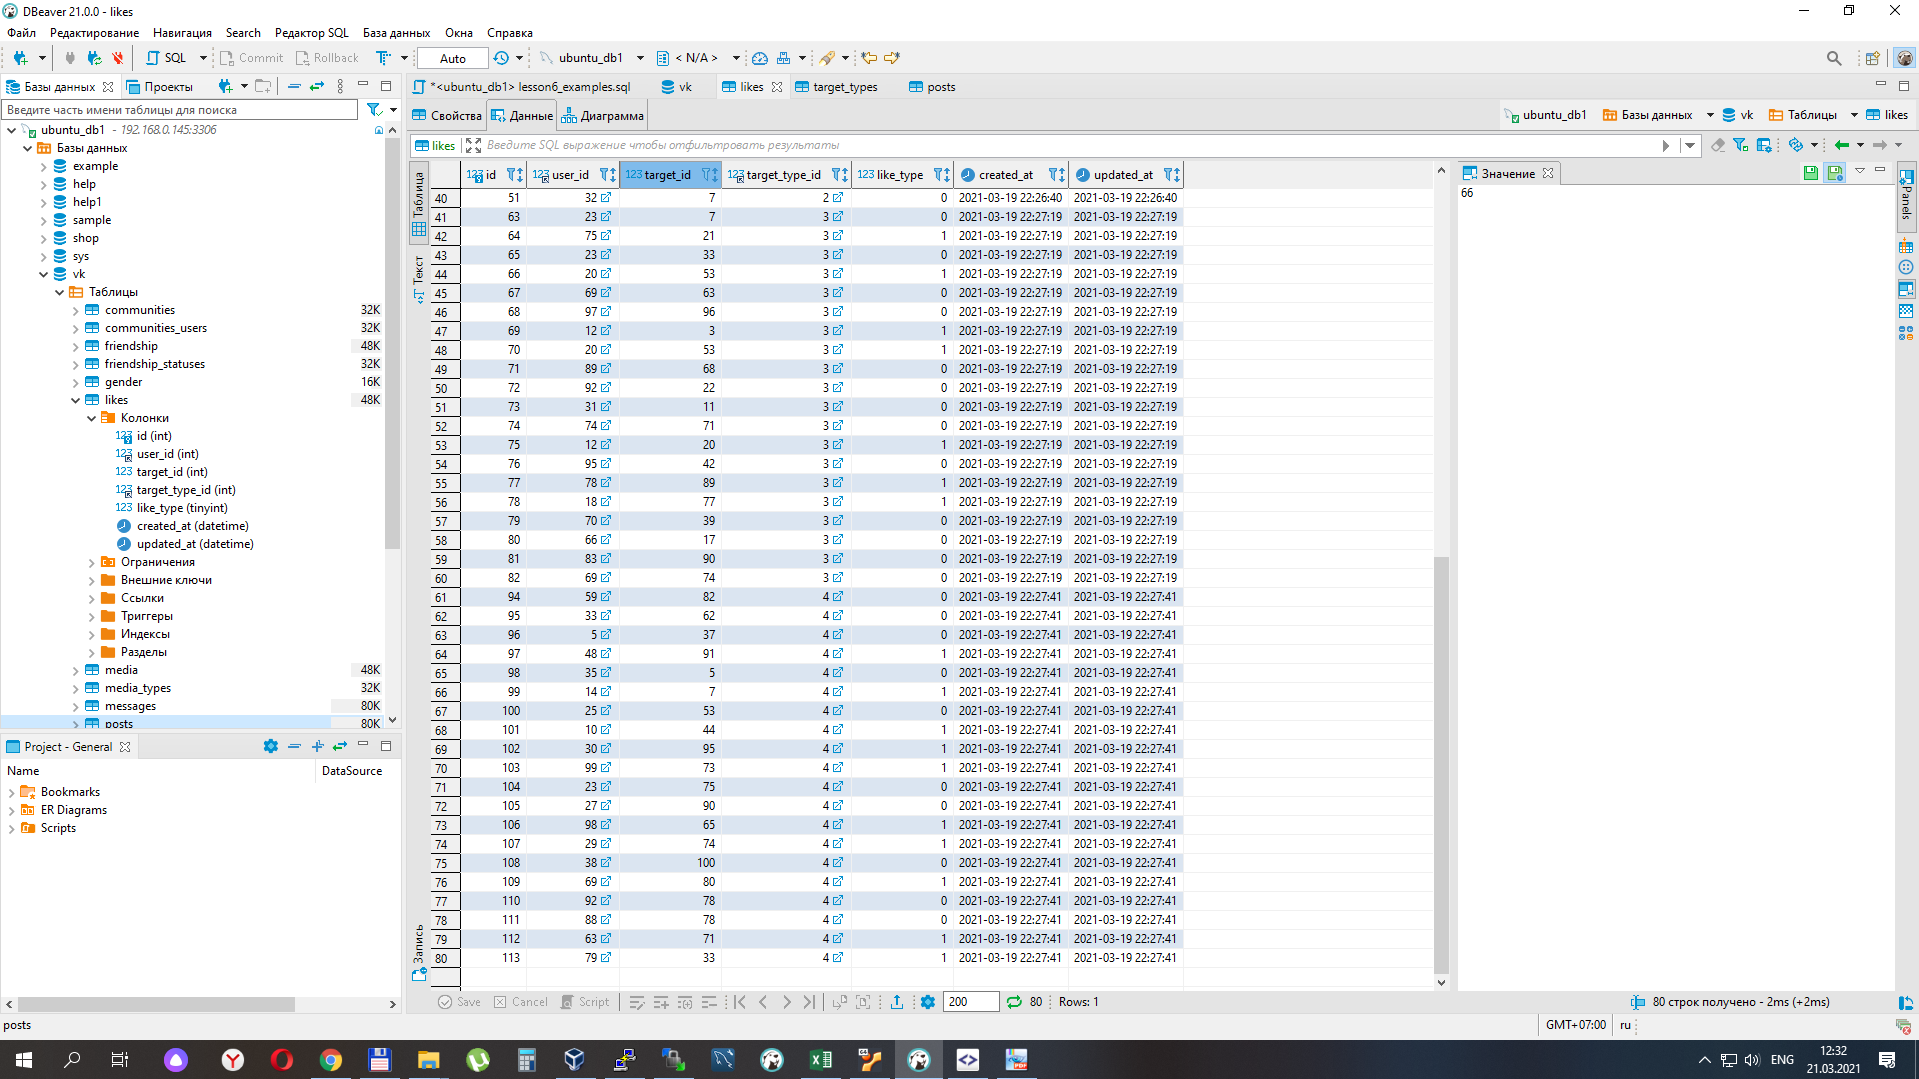 DBeaver 21.0.0 - likes
Файл Редактирование Навигация Search Редактор SQL База данных Окна Справка
SQL Commit Rollback Auto ubuntu_db1 < N/A >
Базы данных Проекты
*<ubuntu_db1> lesson6_examples.sql vk likes target_types posts
Введите часть имени таблицы для поиска
Свойства Данные Диаграмма
ubuntu_db1 Базы данных vk Таблицы likes
likes Введите SQL выражение чтобы отфильтровать результаты
ubuntu_db1 - 192.168.0.145:3306
Базы данных
example
help
help1
sample
shop
sys
vk
Таблицы
communities 32K
communities_users 32K
friendship 48K
friendship_statuses 32K
gender 16K
likes 48K
Колонки
123 id (int)
123 user_id (int)
123 target_id (int)
123 target_type_id (int)
123 like_type (tinyint)
created_at (datetime)
updated_at (datetime)
Ограничения
Внешние ключи
Ссылки
Триггеры
Индексы
Разделы
media 48K
media_types 32K
messages 80K
posts 80K
Project - General
Name DataSource
Bookmarks
ER Diagrams
Scripts
Таблица
Текст
Запись
123 id 123 user_id 123 target_id 123 target_type_id 123 like_type created_at updated_at
40 51 32 7 2 0 2021-03-19 22:26:40 2021-03-19 22:26:40
41 63 23 7 3 0 2021-03-19 22:27:19 2021-03-19 22:27:19
42 64 75 21 3 1 2021-03-19 22:27:19 2021-03-19 22:27:19
43 65 23 33 3 0 2021-03-19 22:27:19 2021-03-19 22:27:19
44 66 20 53 3 1 2021-03-19 22:27:19 2021-03-19 22:27:19
45 67 69 63 3 0 2021-03-19 22:27:19 2021-03-19 22:27:19
46 68 97 96 3 0 2021-03-19 22:27:19 2021-03-19 22:27:19
47 69 12 3 3 1 2021-03-19 22:27:19 2021-03-19 22:27:19
48 70 20 53 3 1 2021-03-19 22:27:19 2021-03-19 22:27:19
49 71 89 68 3 0 2021-03-19 22:27:19 2021-03-19 22:27:19
50 72 92 22 3 0 2021-03-19 22:27:19 2021-03-19 22:27:19
51 73 31 11 3 0 2021-03-19 22:27:19 2021-03-19 22:27:19
52 74 74 71 3 0 2021-03-19 22:27:19 2021-03-19 22:27:19
53 75 12 20 3 1 2021-03-19 22:27:19 2021-03-19 22:27:19
54 76 95 42 3 0 2021-03-19 22:27:19 2021-03-19 22:27:19
55 77 78 89 3 1 2021-03-19 22:27:19 2021-03-19 22:27:19
56 78 18 77 3 1 2021-03-19 22:27:19 2021-03-19 22:27:19
57 79 70 39 3 0 2021-03-19 22:27:19 2021-03-19 22:27:19
58 80 66 17 3 0 2021-03-19 22:27:19 2021-03-19 22:27:19
59 81 83 90 3 0 2021-03-19 22:27:19 2021-03-19 22:27:19
60 82 69 74 3 0 2021-03-19 22:27:19 2021-03-19 22:27:19
61 94 59 82 4 0 2021-03-19 22:27:41 2021-03-19 22:27:41
62 95 33 62 4 0 2021-03-19 22:27:41 2021-03-19 22:27:41
63 96 5 37 4 0 2021-03-19 22:27:41 2021-03-19 22:27:41
64 97 48 91 4 1 2021-03-19 22:27:41 2021-03-19 22:27:41
65 98 35 5 4 0 2021-03-19 22:27:41 2021-03-19 22:27:41
66 99 14 7 4 1 2021-03-19 22:27:41 2021-03-19 22:27:41
67 100 25 53 4 0 2021-03-19 22:27:41 2021-03-19 22:27:41
68 101 10 44 4 1 2021-03-19 22:27:41 2021-03-19 22:27:41
69 102 30 95 4 1 2021-03-19 22:27:41 2021-03-19 22:27:41
70 103 99 73 4 1 2021-03-19 22:27:41 2021-03-19 22:27:41
71 104 23 75 4 0 2021-03-19 22:27:41 2021-03-19 22:27:41
72 105 27 90 4 0 2021-03-19 22:27:41 2021-03-19 22:27:41
73 106 98 65 4 1 2021-03-19 22:27:41 2021-03-19 22:27:41
74 107 29 74 4 1 2021-03-19 22:27:41 2021-03-19 22:27:41
75 108 38 100 4 0 2021-03-19 22:27:41 2021-03-19 22:27:41
76 109 69 80 4 1 2021-03-19 22:27:41 2021-03-19 22:27:41
77 110 92 78 4 0 2021-03-19 22:27:41 2021-03-19 22:27:41
78 111 88 78 4 0 2021-03-19 22:27:41 2021-03-19 22:27:41
79 112 63 71 4 1 2021-03-19 22:27:41 2021-03-19 22:27:41
80 113 79 33 4 1 2021-03-19 22:27:41 2021-03-19 22:27:41
Значение
66
Panels
Save Cancel Script 200 80 Rows: 1
80 строк получено - 2ms (+2ms)
posts
GMT+07:00 ru
ENG
12:32
21.03.2021